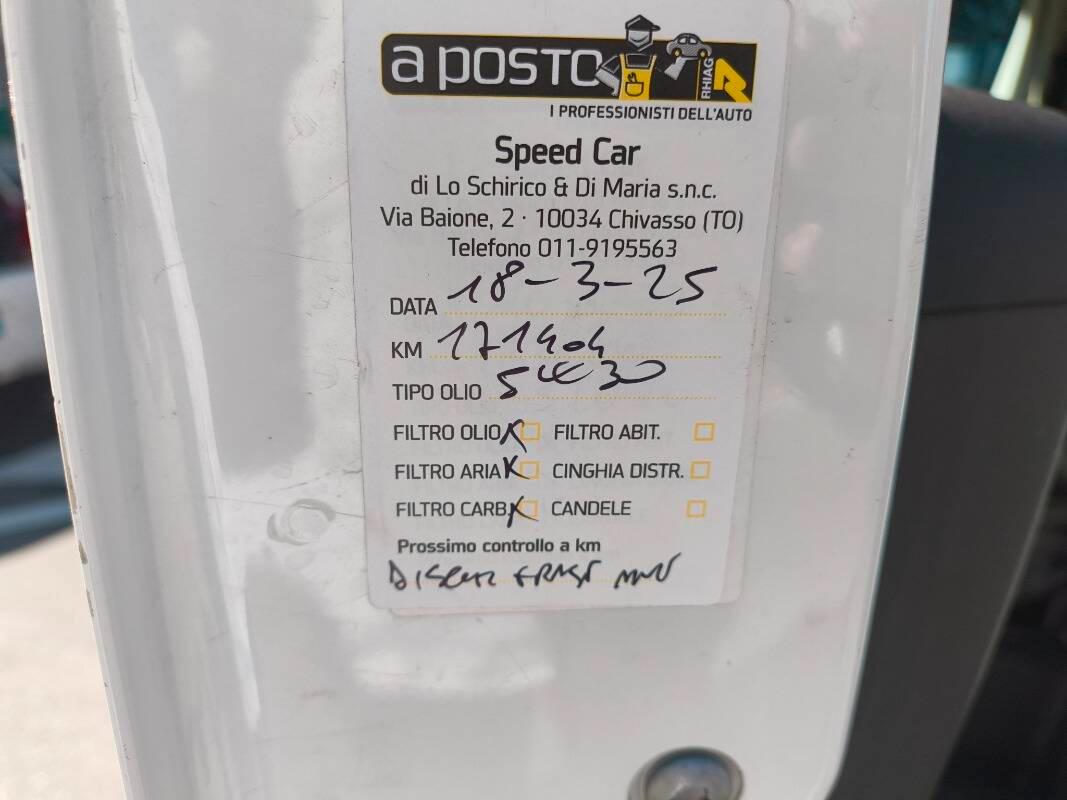 a posto
RHIAG
I PROFESSIONISTI DELL'AUTO
Speed Car
di Lo Schirico & Di Maria s.n.c.
Via Baione, 2 · 10034 Chivasso (TO)
Telefono 011-9195563
DATA 18-3-25
KM 171404
TIPO OLIO 5W30
FILTRO OLIO X FILTRO ABIT.
FILTRO ARIA X CINGHIA DISTR.
FILTRO CARB. X CANDELE
Prossimo controllo a km